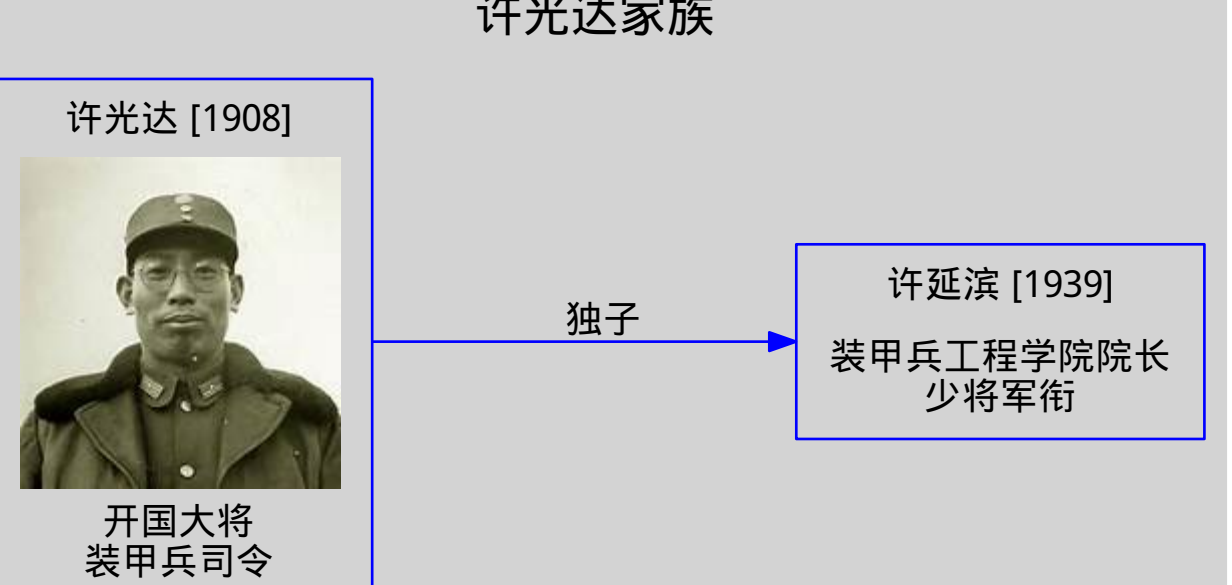 许光达家族
许光达 [1908]
开国大将
装甲兵司令
独子
许延滨 [1939]
装甲兵工程学院院长
少将军衔